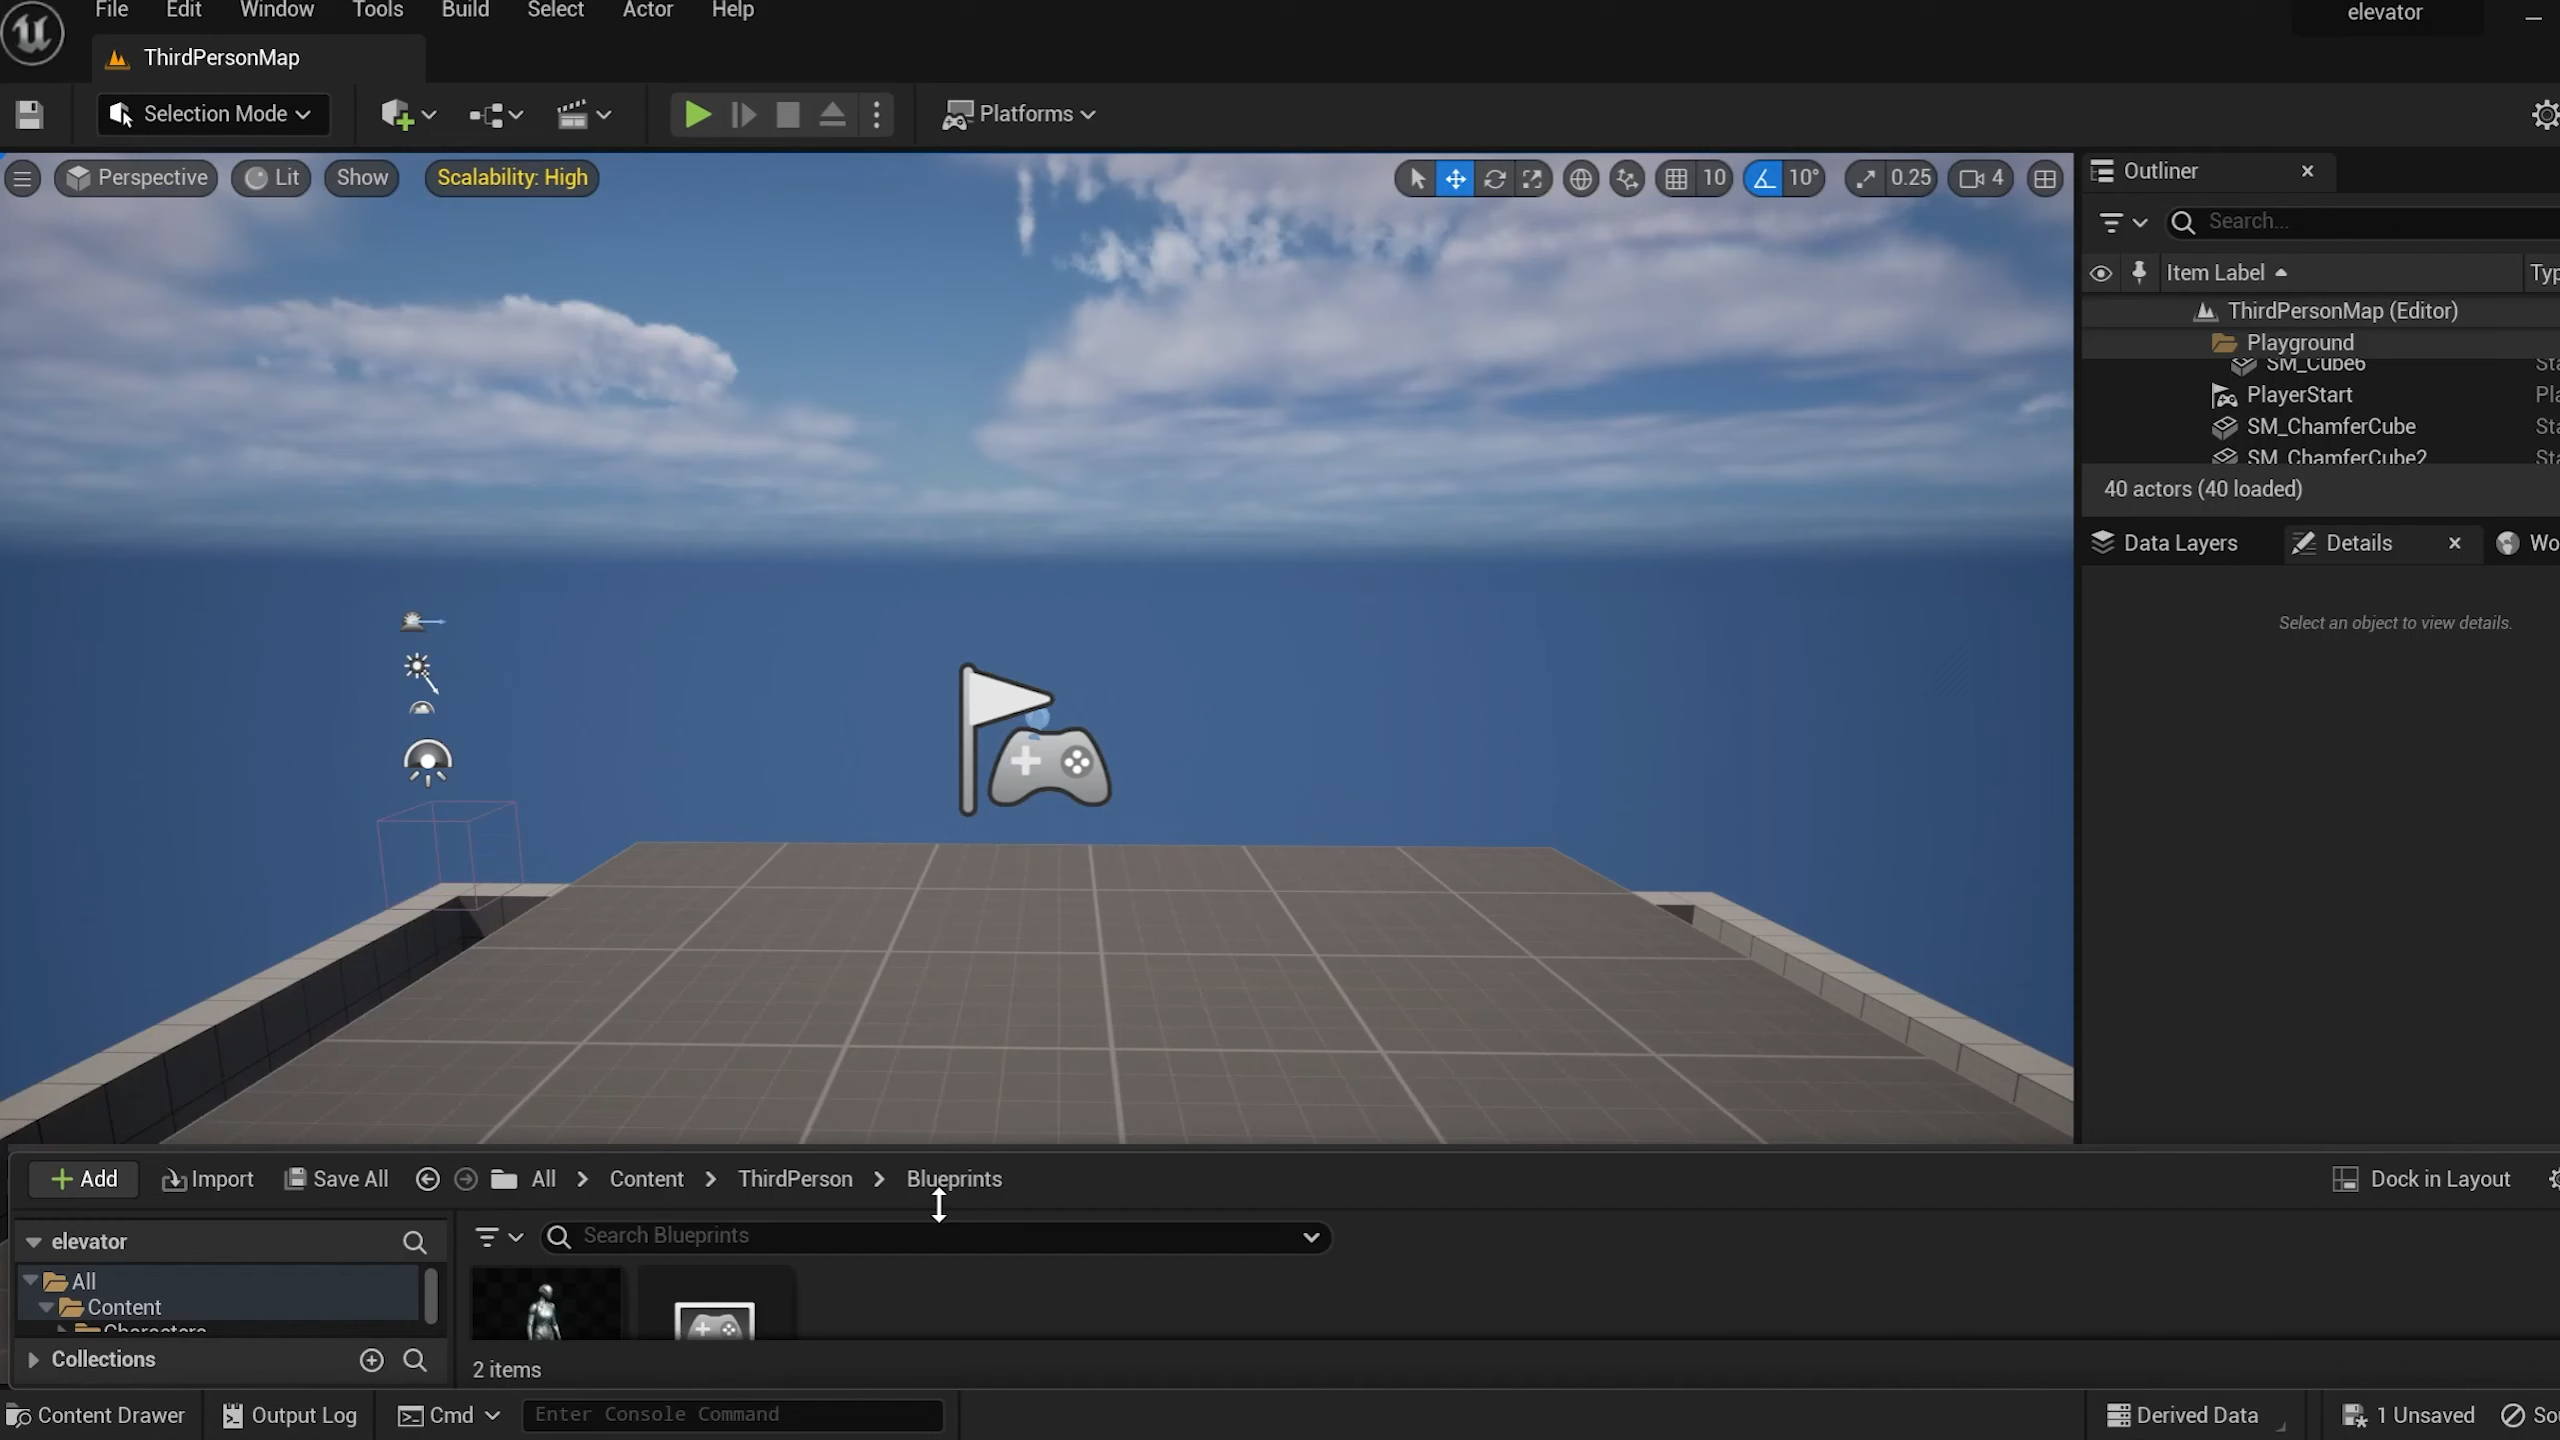 File Edit Window Tools Build Select Actor Help elevator
ThirdPersonMap
Selection Mode Platforms
Perspective Lit Show Scalability: High 10 10° 0.25 4
Outliner
Search...
Item Label Typ
ThirdPersonMap (Editor)
Playground
SM_Cube6 Sta
PlayerStart Pla
SM_ChamferCube Sta
SM_ChamferCube2 Sta
40 actors (40 loaded)
Data Layers Details Wo
Select an object to view details.
Add Import Save All All > Content > ThirdPerson > Blueprints Dock in Layout
elevator
Search Blueprints
All
Content
Characters
Collections
2 items
Content Drawer Output Log Cmd Enter Console Command Derived Data 1 Unsaved Sou